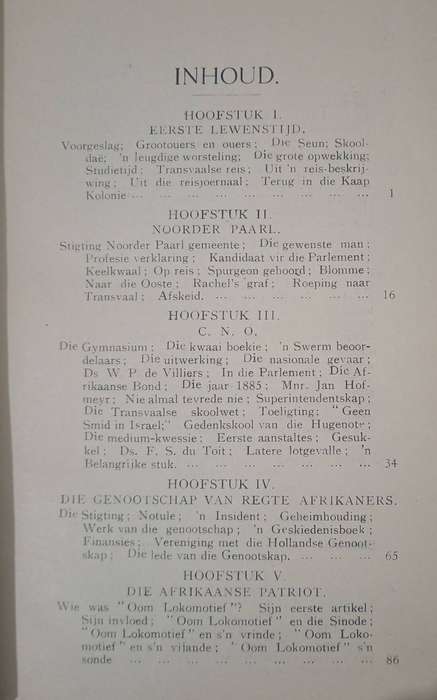 INHOUD.
HOOFSTUK I.
EERSTE LEWENSTIJD.
Voorgeslag; Grootouers en ouers; Die Seun; Skool-
daë; 'n leugdige worsteling; Die grote opwekking;
Studietijd; Transvaalse reis; Uit 'n reis-beskrij-
wing; Uit die reisjoernaal; Terug in die Kaap
Kolonie ... ... ... ... ... ... ... ... ... 1
HOOFSTUK II.
NOORDER PAARL.
Stigting Noorder Paarl gemeente; Die gewenste man;
Profesie verklaring; Kandidaat vir die Parlement;
Keelkwaal; Op reis; Spurgeon gehoord; Blomme;
Naar die Ooste; Rachel's graf; Roeping naar
Transvaal; Afskeid. ... ... ... ... ... ... 16
HOOFSTUK III.
C. N. O.
Die Gymnasium; Die kwaai boekie; 'n Swerm beoor-
delaars; Die uitwerking; Die nasionale gevaar;
Ds W. P. de Villiers; In die Parlement; Die Af-
rikaanse Bond; Die jaar 1885; Mnr. Jan Hof-
meyr; Nie almal tevrede nie; Superintendentskap;
Die Transvaalse skoolwet; Toeligting; "Geen
Smid in Israel;" Gedenkskool van die Hugenote;
Die medium-kwessie; Eerste aanstaltes; Gesuk-
kel; Ds. F. S. du Toit; Latere lotgevalle; 'n
Belangrijke stuk. ... ... ... ... ... ... ... 34
HOOFSTUK IV.
DIE GENOOTSCHAP VAN REGTE AFRIKANERS.
Die Stigting; Notule; 'n Insident; Geheimhouding;
Werk van die genootschap; 'n Geskiedenisboek;
Finansies; Vereniging met die Hollandse Genoot-
skap; Die lede van die Genootskap. ... ... ... 65
HOOFSTUK V.
DIE AFRIKAANSE PATRIOT.
Wie was "Oom Lokomotief"? Sijn eerste artikel;
Sijn invloed; "Oom Lokomotief" en die Sinode;
"Oom Lokomotief" en s'n vrinde; "Oom Loko-
motief" en s'n vijande; "Oom Lokomotief" s'n
sonde ... ... ... ... ... ... ... ... ... 86